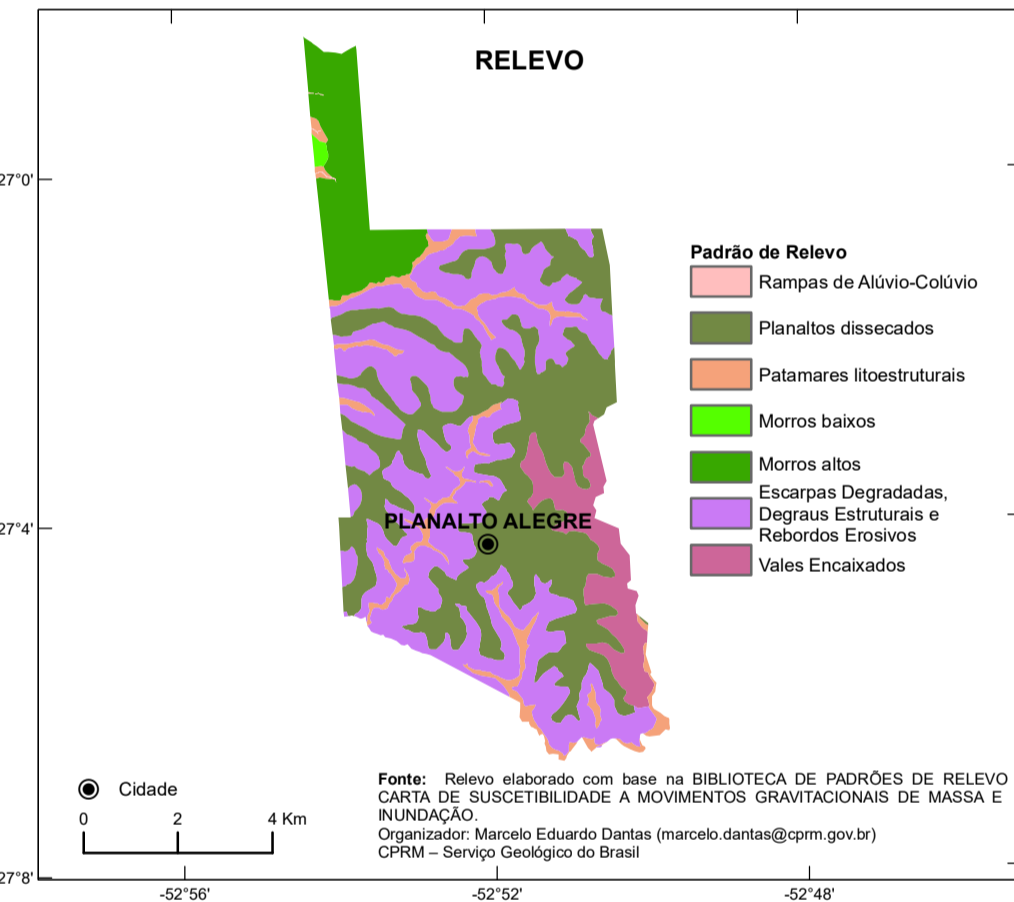 RELEVO
27°0'
Padrão de Relevo
Rampas de Alúvio-Colúvio
Planaltos dissecados
Patamares litoestruturais
Morros baixos
Morros altos
Escarpas Degradadas,
Degraus Estruturais e
Rebordos Erosivos
Vales Encaixados
27°4'
PLANALTO ALEGRE
Cidade
0 2 4 Km
Fonte: Relevo elaborado com base na BIBLIOTECA DE PADRÕES DE RELEVO
CARTA DE SUSCETIBILIDADE A MOVIMENTOS GRAVITACIONAIS DE MASSA E
INUNDAÇÃO.
Organizador: Marcelo Eduardo Dantas (marcelo.dantas@cprm.gov.br)
CPRM – Serviço Geológico do Brasil
27°8'
-52°56' -52°52' -52°48'